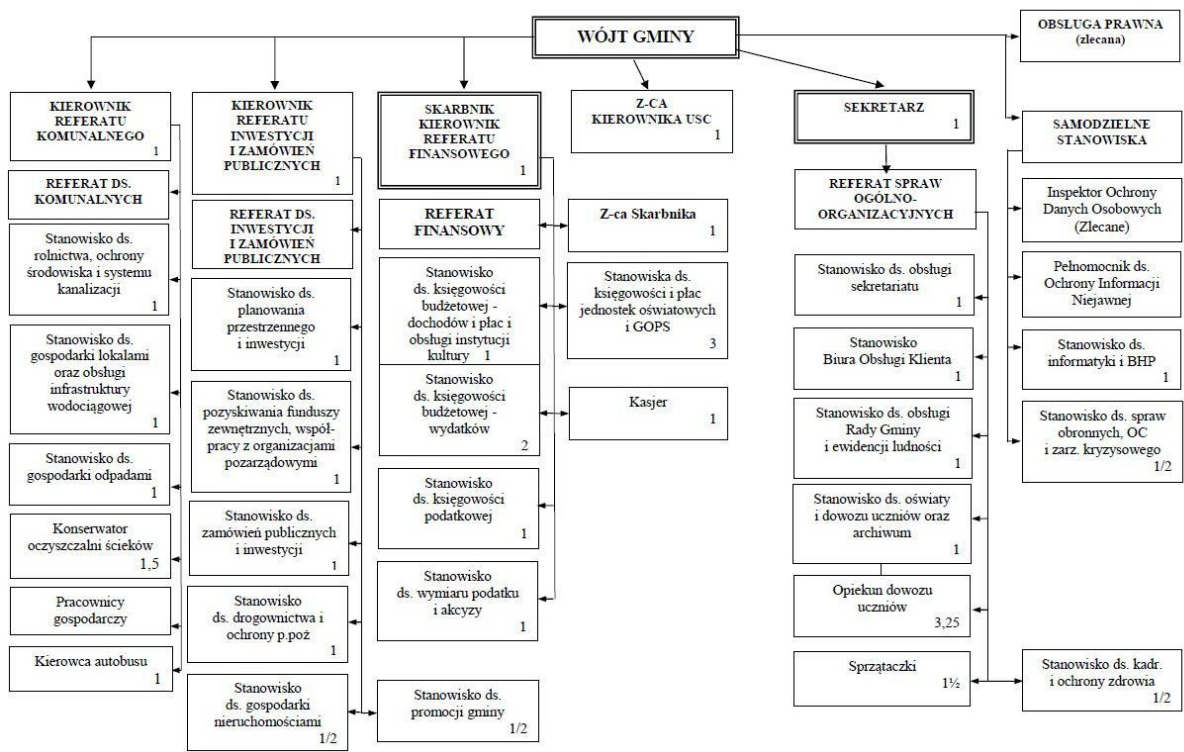 WÓJT GMINY
OBSŁUGA PRAWNA
(zlecana)
KIEROWNIK
REFERATU
KOMUNALNEGO
1
REFERAT DS.
KOMUNALNYCH
Stanowisko ds.
rolnictwa, ochrony
środowiska i systemu
kanalizacji
1
Stanowisko ds.
gospodarki lokalami
oraz obsługi
infrastruktury
wodociągowej
1
Stanowisko ds.
gospodarki odpadami
1
Konserwator
oczyszczalni ścieków
1,5
Pracownicy
gospodarczy
Kierowca autobusu
1
KIEROWNIK
REFERATU
INWESTYCJI
I ZAMÓWIEŃ
PUBLICZNYCH
1
REFERAT DS.
INWESTYCJI
I ZAMÓWIEŃ
PUBLICZNYCH
Stanowisko ds.
planowania
przestrzennego
i inwestycji
1
Stanowisko
ds.
pozyskiwania funduszy
zewnętrznych, współ-
pracy z organizacjami
pozarządowymi
1
Stanowisko ds.
zamówień publicznych
i inwestycji
1
Stanowisko
ds. drogownictwa i
ochrony p.poż
1
Stanowisko
ds. gospodarki
nieruchomościami
1/2
SKARBNIK
KIEROWNIK
REFERATU
FINANSOWEGO
1
REFERAT
FINANSOWY
Stanowisko
ds. księgowości
budżetowej -
dochodów i płac i
obsługi instytucji
kultury 1
Stanowisko
ds. księgowości
budżetowej -
wydatków
2
Stanowisko
ds. księgowości
podatkowej
1
Stanowisko
ds. wymiaru podatku
i akcyzy
1
Stanowisko ds.
promocji gminy
1/2
Z-CA
KIEROWNIKA USC
1
Z-ca Skarbnika
1
Stanowiska ds.
księgowości i płac
jednostek oświatowych
i GOPS
3
Kasjer
1
SEKRETARZ
1
REFERAT SPRAW
OGÓLNO-
ORGANIZACYJNYCH
Stanowisko ds. obsługi
sekretariatu
1
Stanowisko
Biura Obsługi Klienta
1
Stanowisko ds. obsługi
Rady Gminy
i ewidencji ludności
1
Stanowisko ds. oświaty
i dowozu uczniów oraz
archiwum
1
Opiekun dowozu
uczniów
3,25
Sprzątaczki
1½
SAMODZIELNE
STANOWISKA
Inspektor Ochrony
Danych Osobowych
(Zlecane)
Pełnomocnik ds.
Ochrony Informacji
Niejawnej
Stanowisko ds.
informatyki i BHP
1
Stanowisko ds. spraw
obronnych, OC
i zarz. kryzysowego
1/2
Stanowisko ds. kadr.
i ochrony zdrowia
1/2